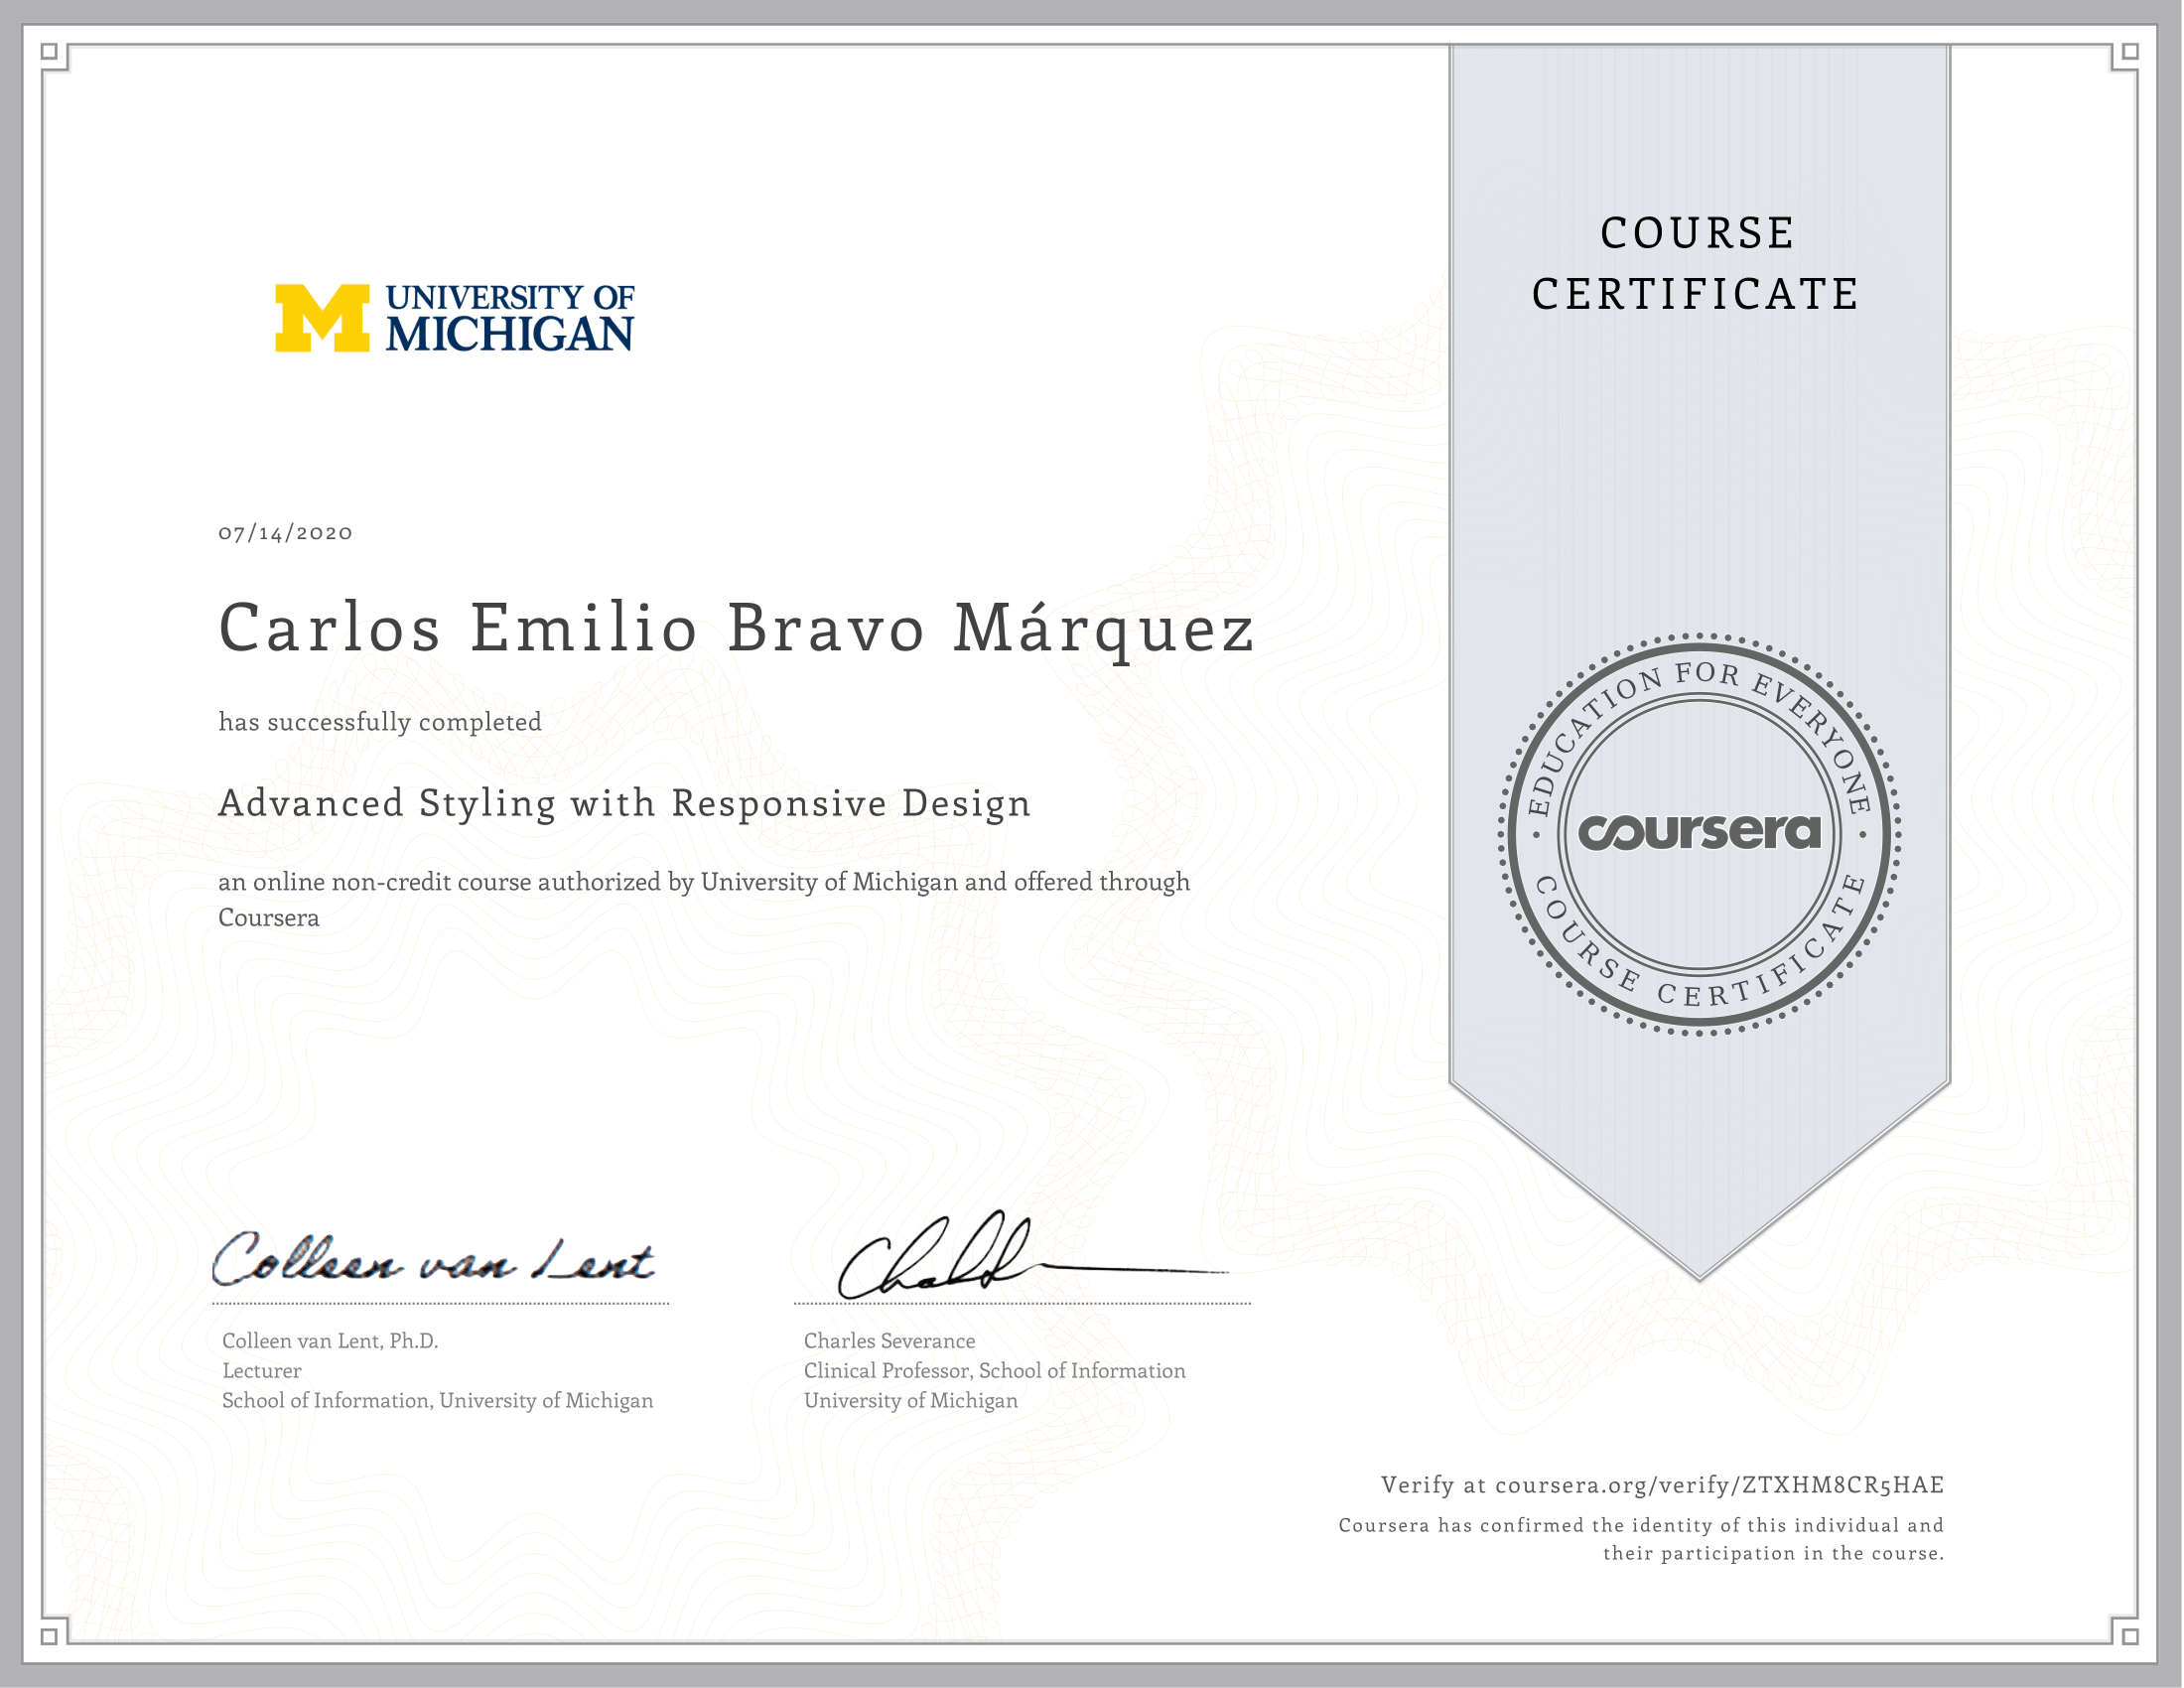 UNIVERSITY OF
MICHIGAN
COURSE
CERTIFICATE
07/14/2020
Carlos Emilio Bravo Márquez
has successfully completed
Advanced Styling with Responsive Design
an online non-credit course authorized by University of Michigan and offered through
Coursera
EDUCATION FOR EVERYONE
coursera
COURSE CERTIFICATE
Colleen van Lent
Colleen van Lent, Ph.D.
Lecturer
School of Information, University of Michigan
Charles Severance
Clinical Professor, School of Information
University of Michigan
Verify at coursera.org/verify/ZTXHM8CR5HAE
Coursera has confirmed the identity of this individual and
their participation in the course.